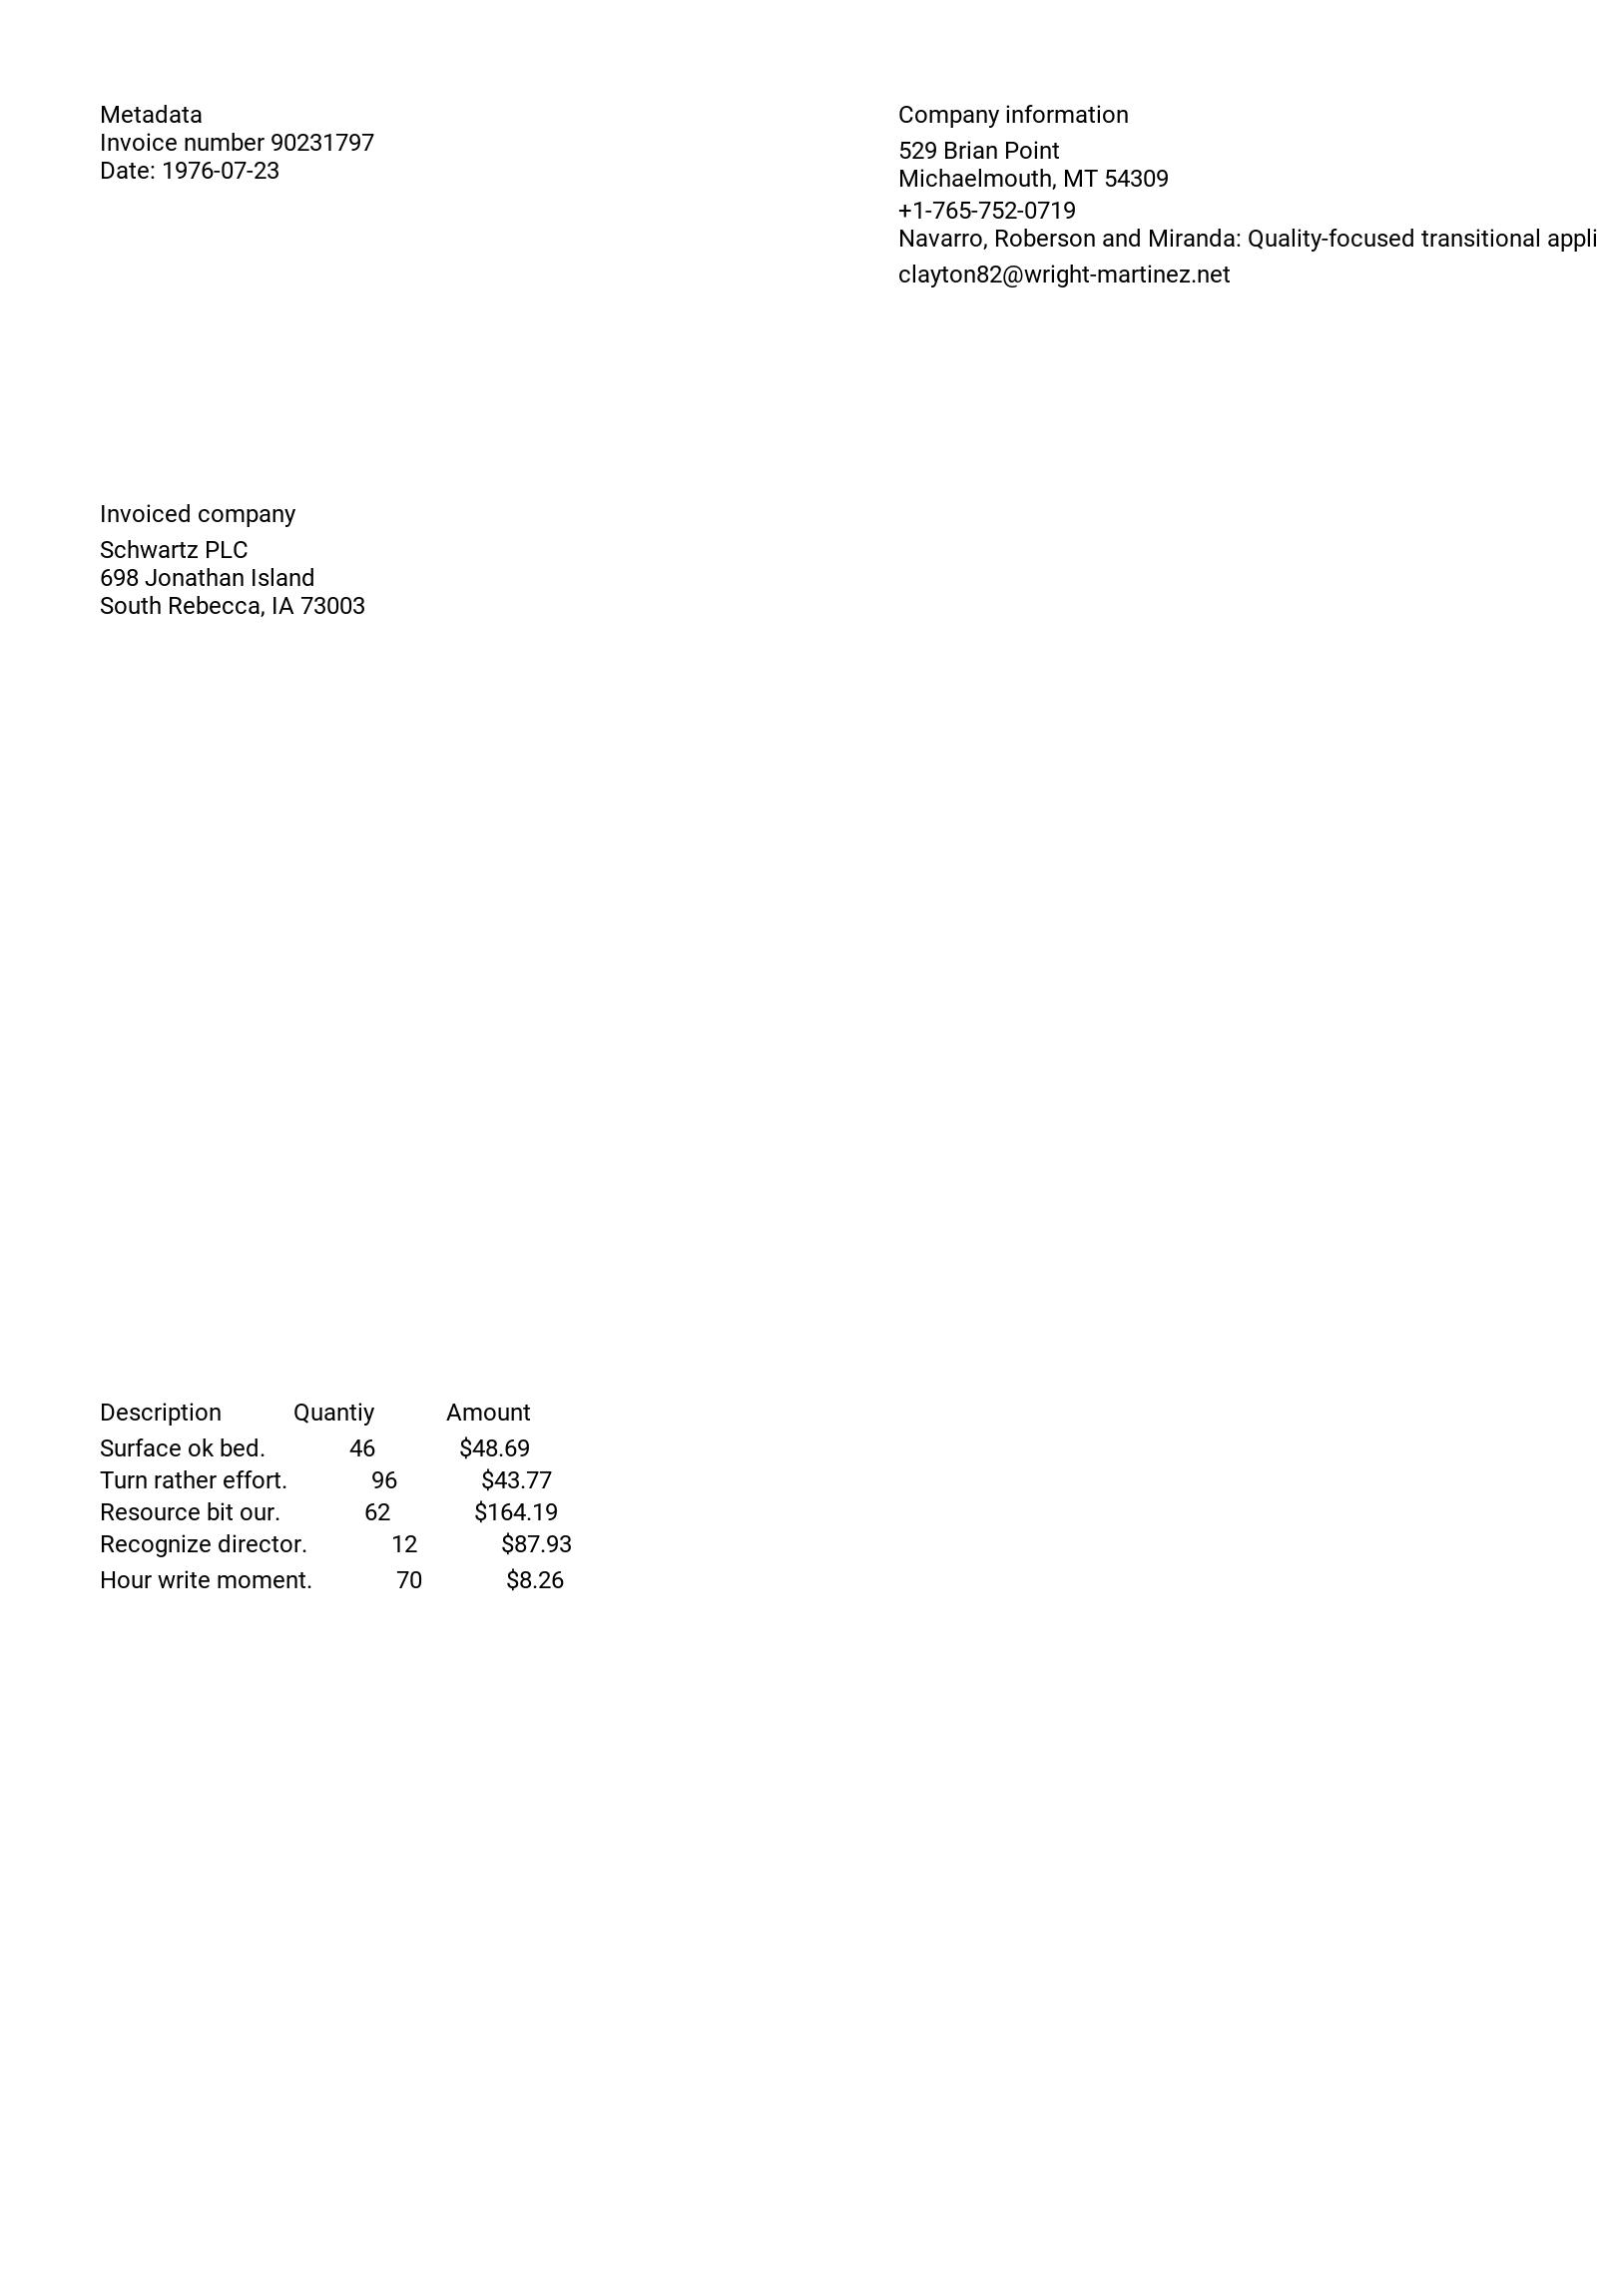 Metadata
Invoice number 90231797
Date: 1976-07-23
Company information
529 Brian Point
Michaelmouth, MT 54309
+1-765-752-0719
Navarro, Roberson and Miranda: Quality-focused transitional appli
clayton82@wright-martinez.net
Invoiced company
Schwartz PLC
698 Jonathan Island
South Rebecca, IA 73003
Description Quantiy Amount
Surface ok bed. 46 $48.69
Turn rather effort. 96 $43.77
Resource bit our. 62 $164.19
Recognize director. 12 $87.93
Hour write moment. 70 $8.26